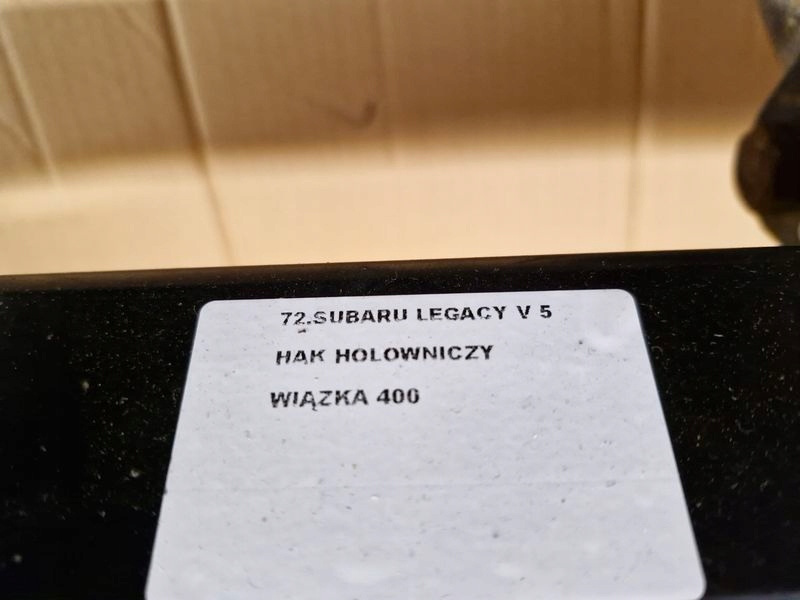 72.SUBARU LEGACY V 5
HAK HOLOWNICZY
WIĄZKA 400